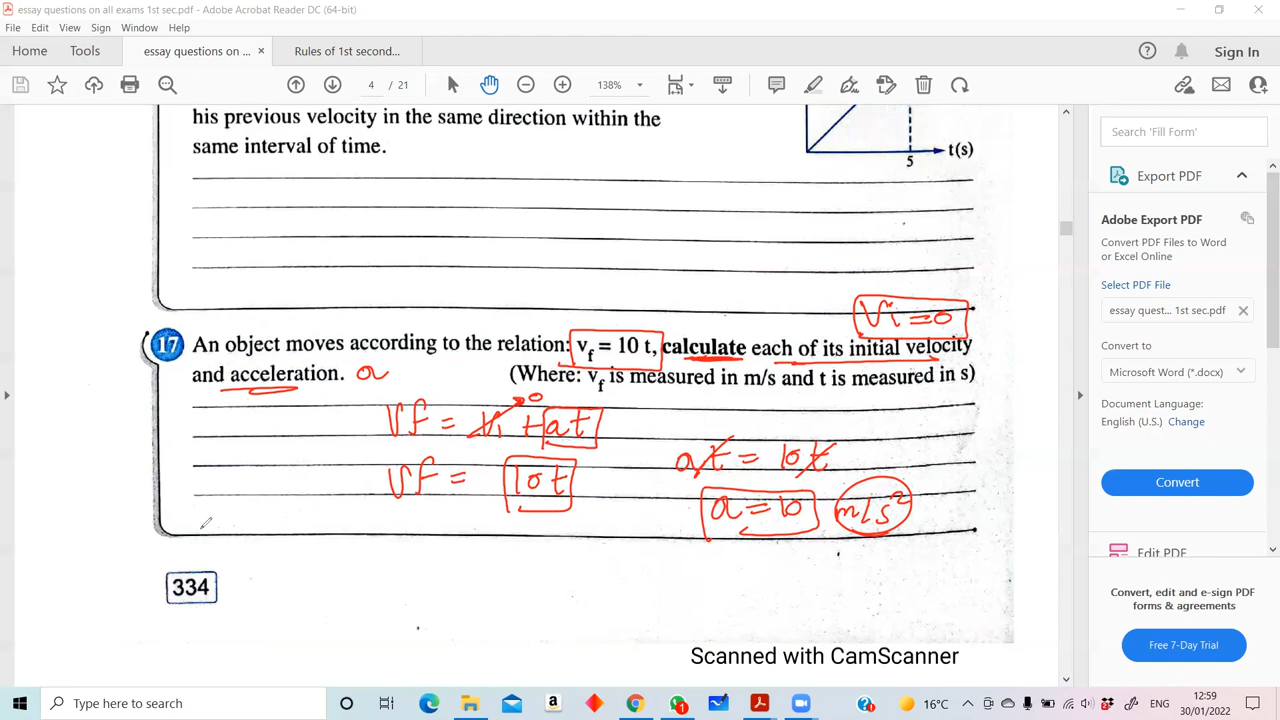 essay questions on all exams 1st sec.pdf - Adobe Acrobat Reader DC (64-bit)
File Edit View Sign Window Help
Home Tools essay questions on ... × Rules of 1st second... Sign In
4 / 21 138%
his previous velocity in the same direction within the
same interval of time.
t(s)
5
Vi = 0
17 An object moves according to the relation: vf = 10 t, calculate each of its initial velocity
and acceleration. a (Where: vf is measured in m/s and t is measured in s)
Vf = Vi + at
0
at = 10t
Vf = 10t
a = 10 m/s²
334
Scanned with CamScanner
Search 'Fill Form'
Export PDF
Adobe Export PDF
Convert PDF Files to Word
or Excel Online
Select PDF File
essay quest... 1st sec.pdf ×
Convert to
Microsoft Word (*.docx)
Document Language:
English (U.S.) Change
Convert
Edit PDF
Convert, edit and e-sign PDF
forms & agreements
Free 7-Day Trial
Type here to search
1
16°C
ENG
12:59
30/01/2022